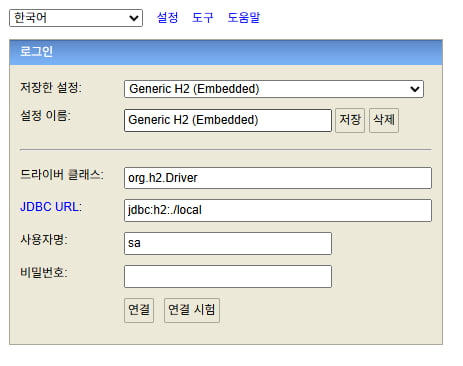 한국어 설정 도구 도움말
로그인
저장한 설정: Generic H2 (Embedded)
설정 이름: Generic H2 (Embedded) 저장 삭제
드라이버 클래스: org.h2.Driver
JDBC URL: jdbc:h2:./local
사용자명: sa
비밀번호:
연결 연결 시험